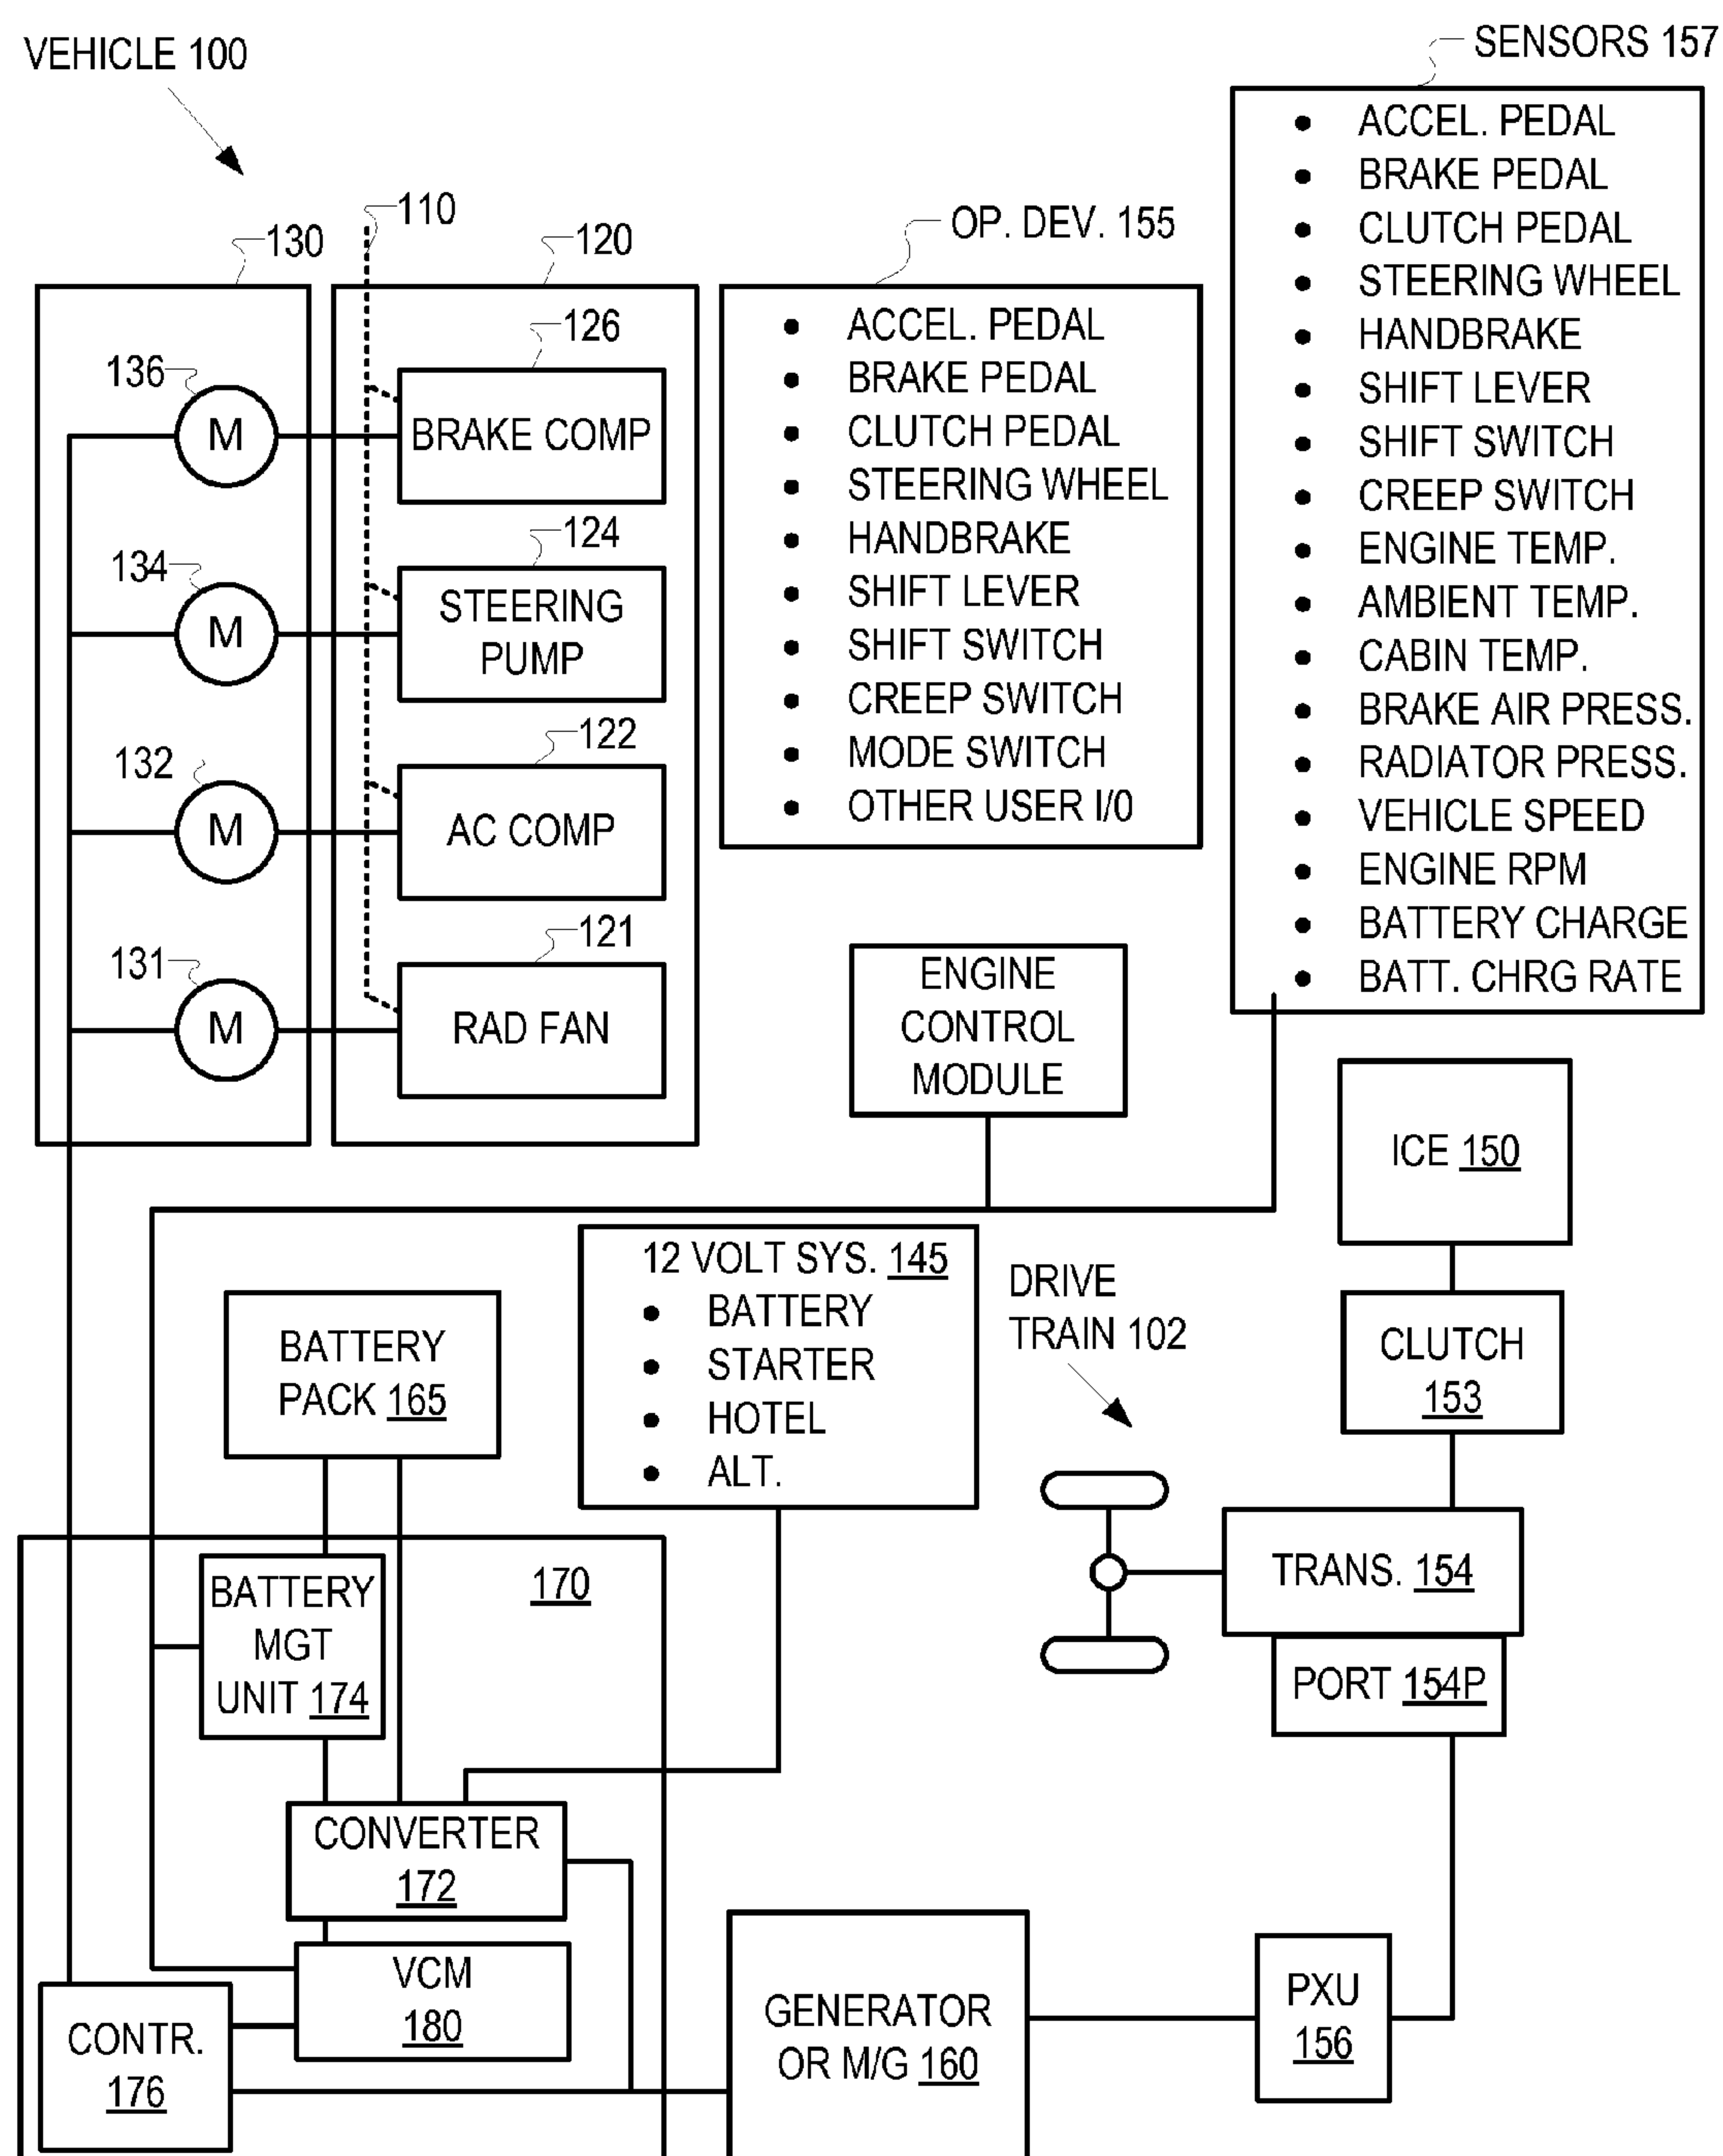 VEHICLE 100
SENSORS 157
• ACCEL. PEDAL
• BRAKE PEDAL
• CLUTCH PEDAL
• STEERING WHEEL
• HANDBRAKE
• SHIFT LEVER
• SHIFT SWITCH
• CREEP SWITCH
• ENGINE TEMP.
• AMBIENT TEMP.
• CABIN TEMP.
• BRAKE AIR PRESS.
• RADIATOR PRESS.
• VEHICLE SPEED
• ENGINE RPM
• BATTERY CHARGE
• BATT. CHRG RATE
110
130
120
OP. DEV. 155
• ACCEL. PEDAL
• BRAKE PEDAL
• CLUTCH PEDAL
• STEERING WHEEL
• HANDBRAKE
• SHIFT LEVER
• SHIFT SWITCH
• CREEP SWITCH
• MODE SWITCH
• OTHER USER I/0
136
M
126
BRAKE COMP
134
M
124
STEERING
PUMP
132
M
122
AC COMP
131
M
121
RAD FAN
ENGINE
CONTROL
MODULE
ICE 150
12 VOLT SYS. 145
• BATTERY
• STARTER
• HOTEL
• ALT.
DRIVE
TRAIN 102
CLUTCH
153
BATTERY
PACK 165
170
BATTERY
MGT
UNIT 174
TRANS. 154
PORT 154P
CONVERTER
172
VCM
180
CONTR.
176
GENERATOR
OR M/G 160
PXU
156